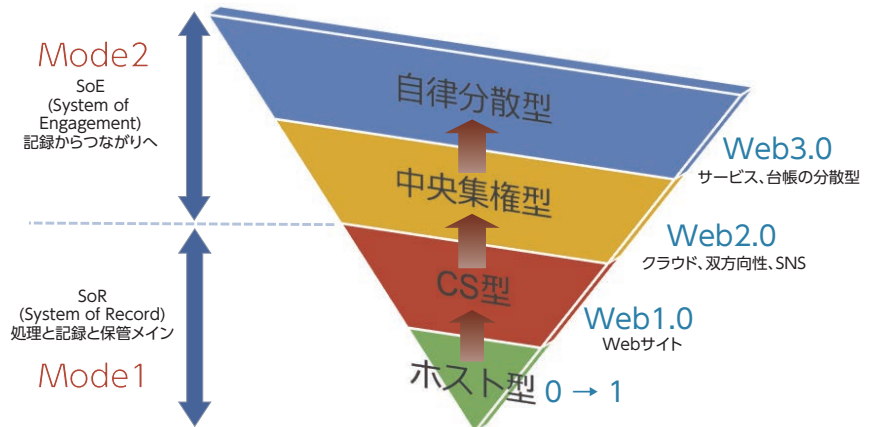 Mode2
SoE
(System of
Engagement)
記録からつながりへ
SoR
(System of Record)
処理と記録と保管メイン
Mode1
自律分散型
中央集権型
CS型
ホスト型
0 → 1
Web3.0
サービス、台帳の分散型
Web2.0
クラウド、双方向性、SNS
Web1.0
Webサイト